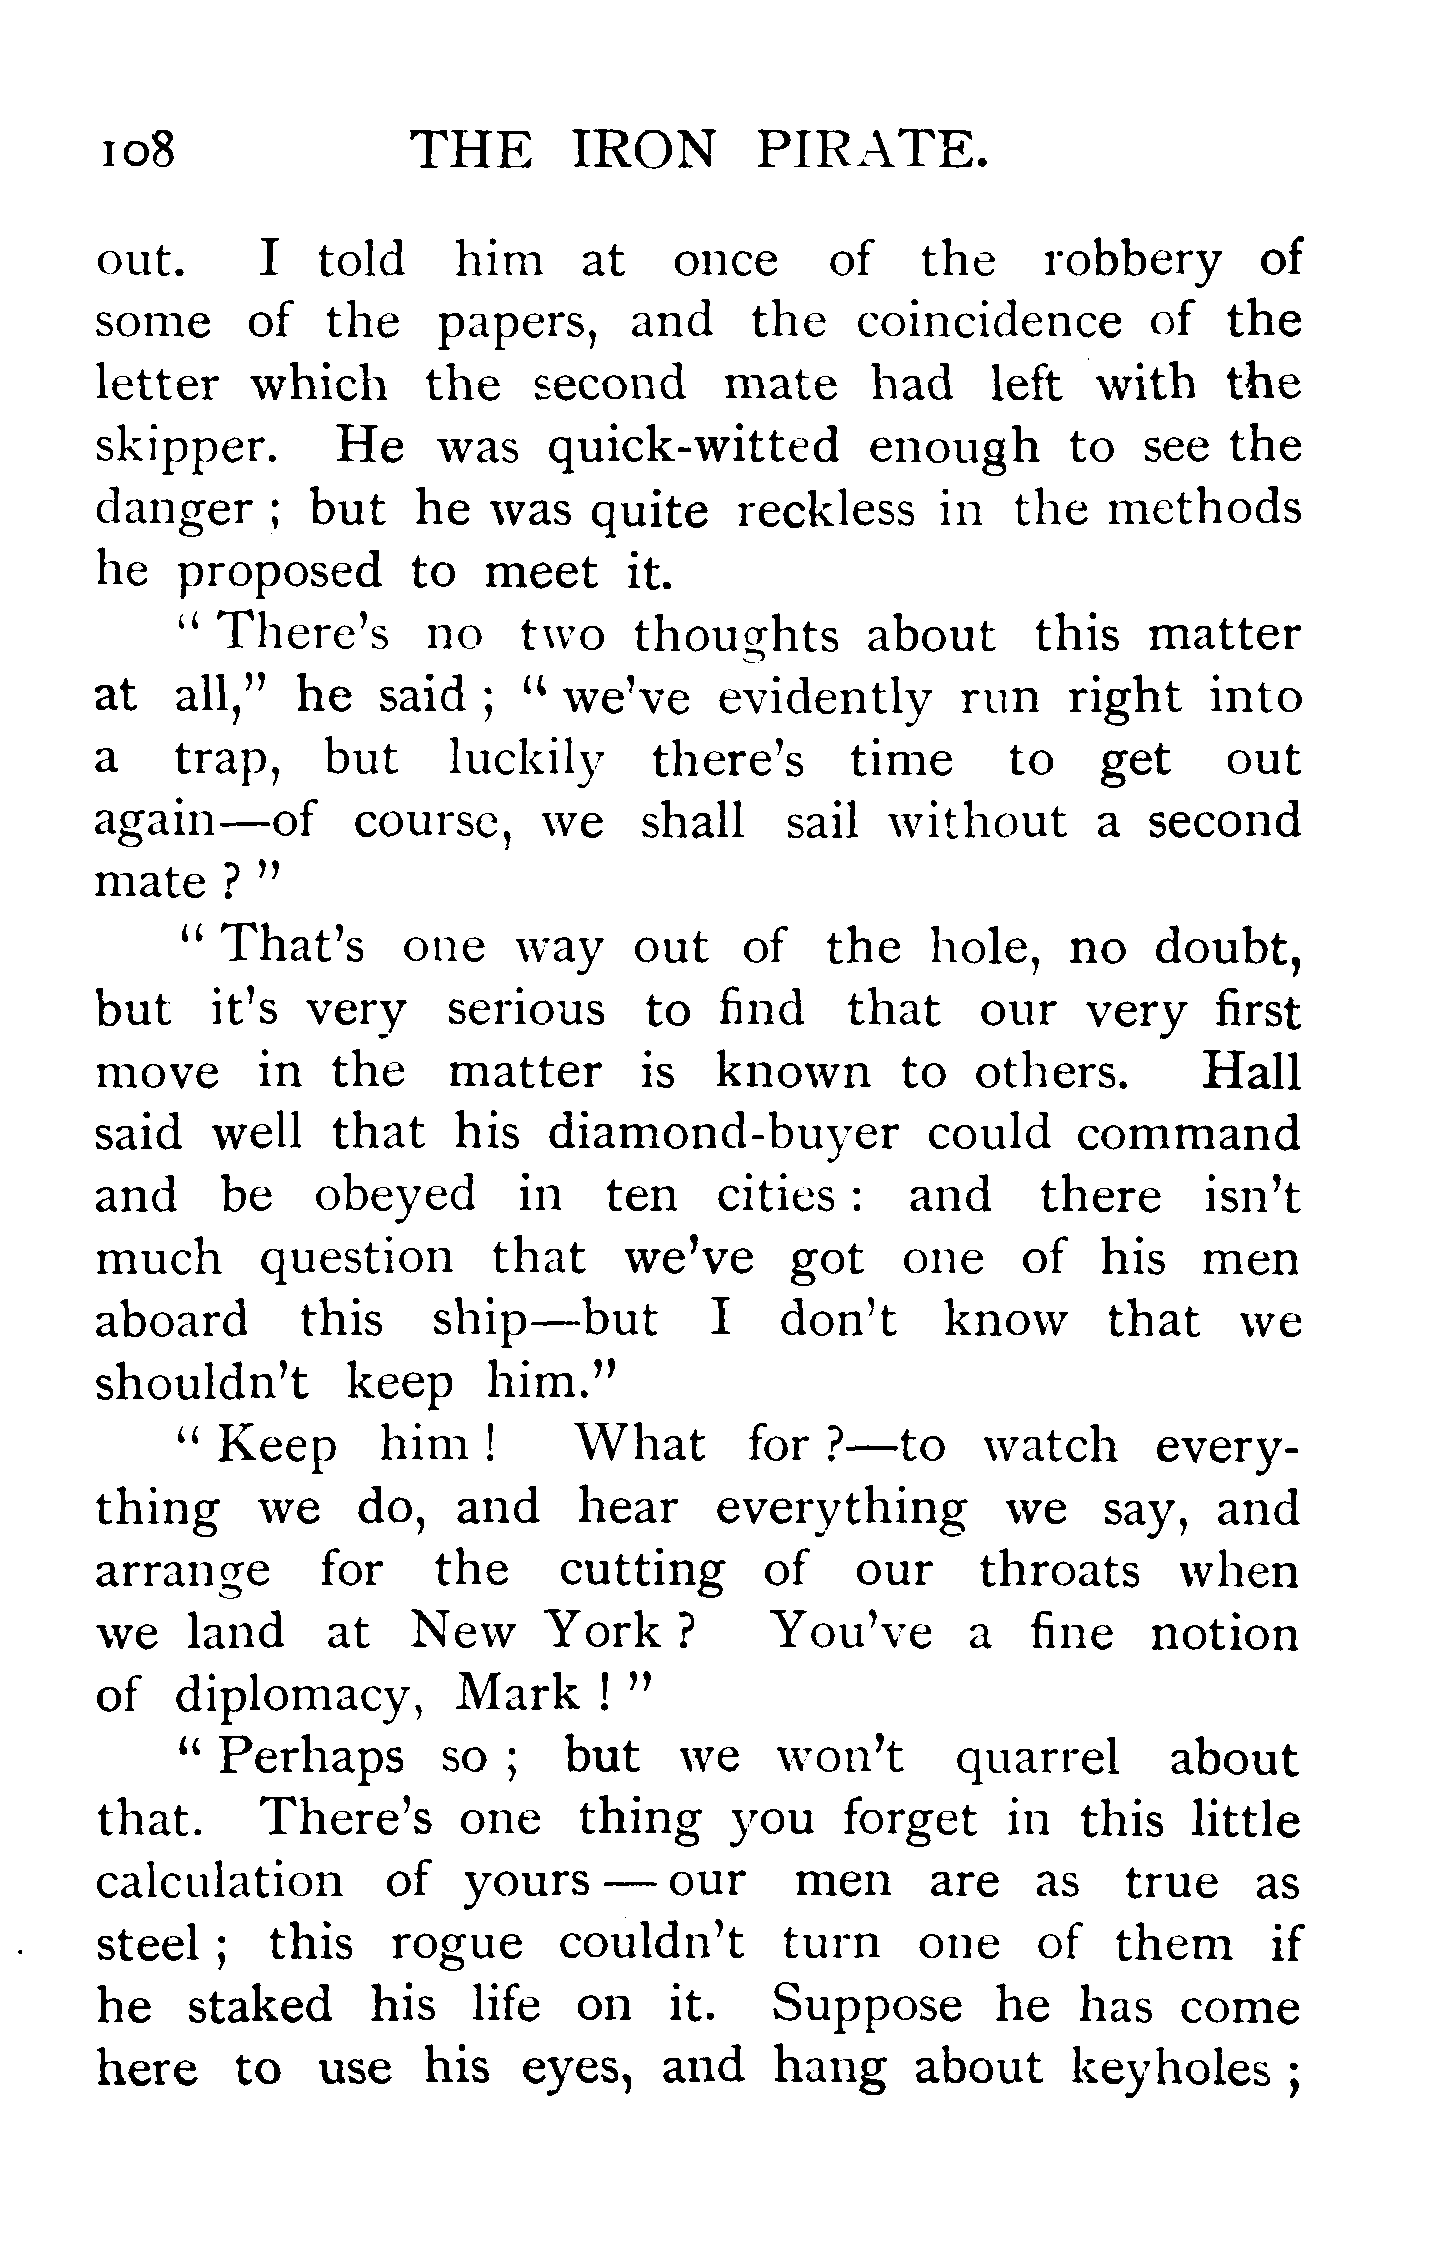 108 THE IRON PIRATE.
out. I told him at once of the robbery of
some of the papers, and the coincidence of the
letter which the second mate had left with the
skipper. He was quick-witted enough to see the
danger ; but he was quite reckless in the methods
he proposed to meet it.
“ There’s no two thoughts about this matter
at all,” he said ; “ we’ve evidently run right into
a trap, but luckily there’s time to get out
again—of course, we shall sail without a second
mate ? ”
“ That’s one way out of the hole, no doubt,
but it’s very serious to find that our very first
move in the matter is known to others. Hall
said well that his diamond-buyer could command
and be obeyed in ten cities : and there isn’t
much question that we’ve got one of his men
aboard this ship—but I don’t know that we
shouldn’t keep him.”
“ Keep him ! What for ?—to watch every-
thing we do, and hear everything we say, and
arrange for the cutting of our throats when
we land at New York ? You’ve a fine notion
of diplomacy, Mark ! ”
“ Perhaps so ; but we won’t quarrel about
that. There’s one thing you forget in this little
calculation of yours — our men are as true as
steel ; this rogue couldn’t turn one of them if
he staked his life on it. Suppose he has come
here to use his eyes, and hang about keyholes ;